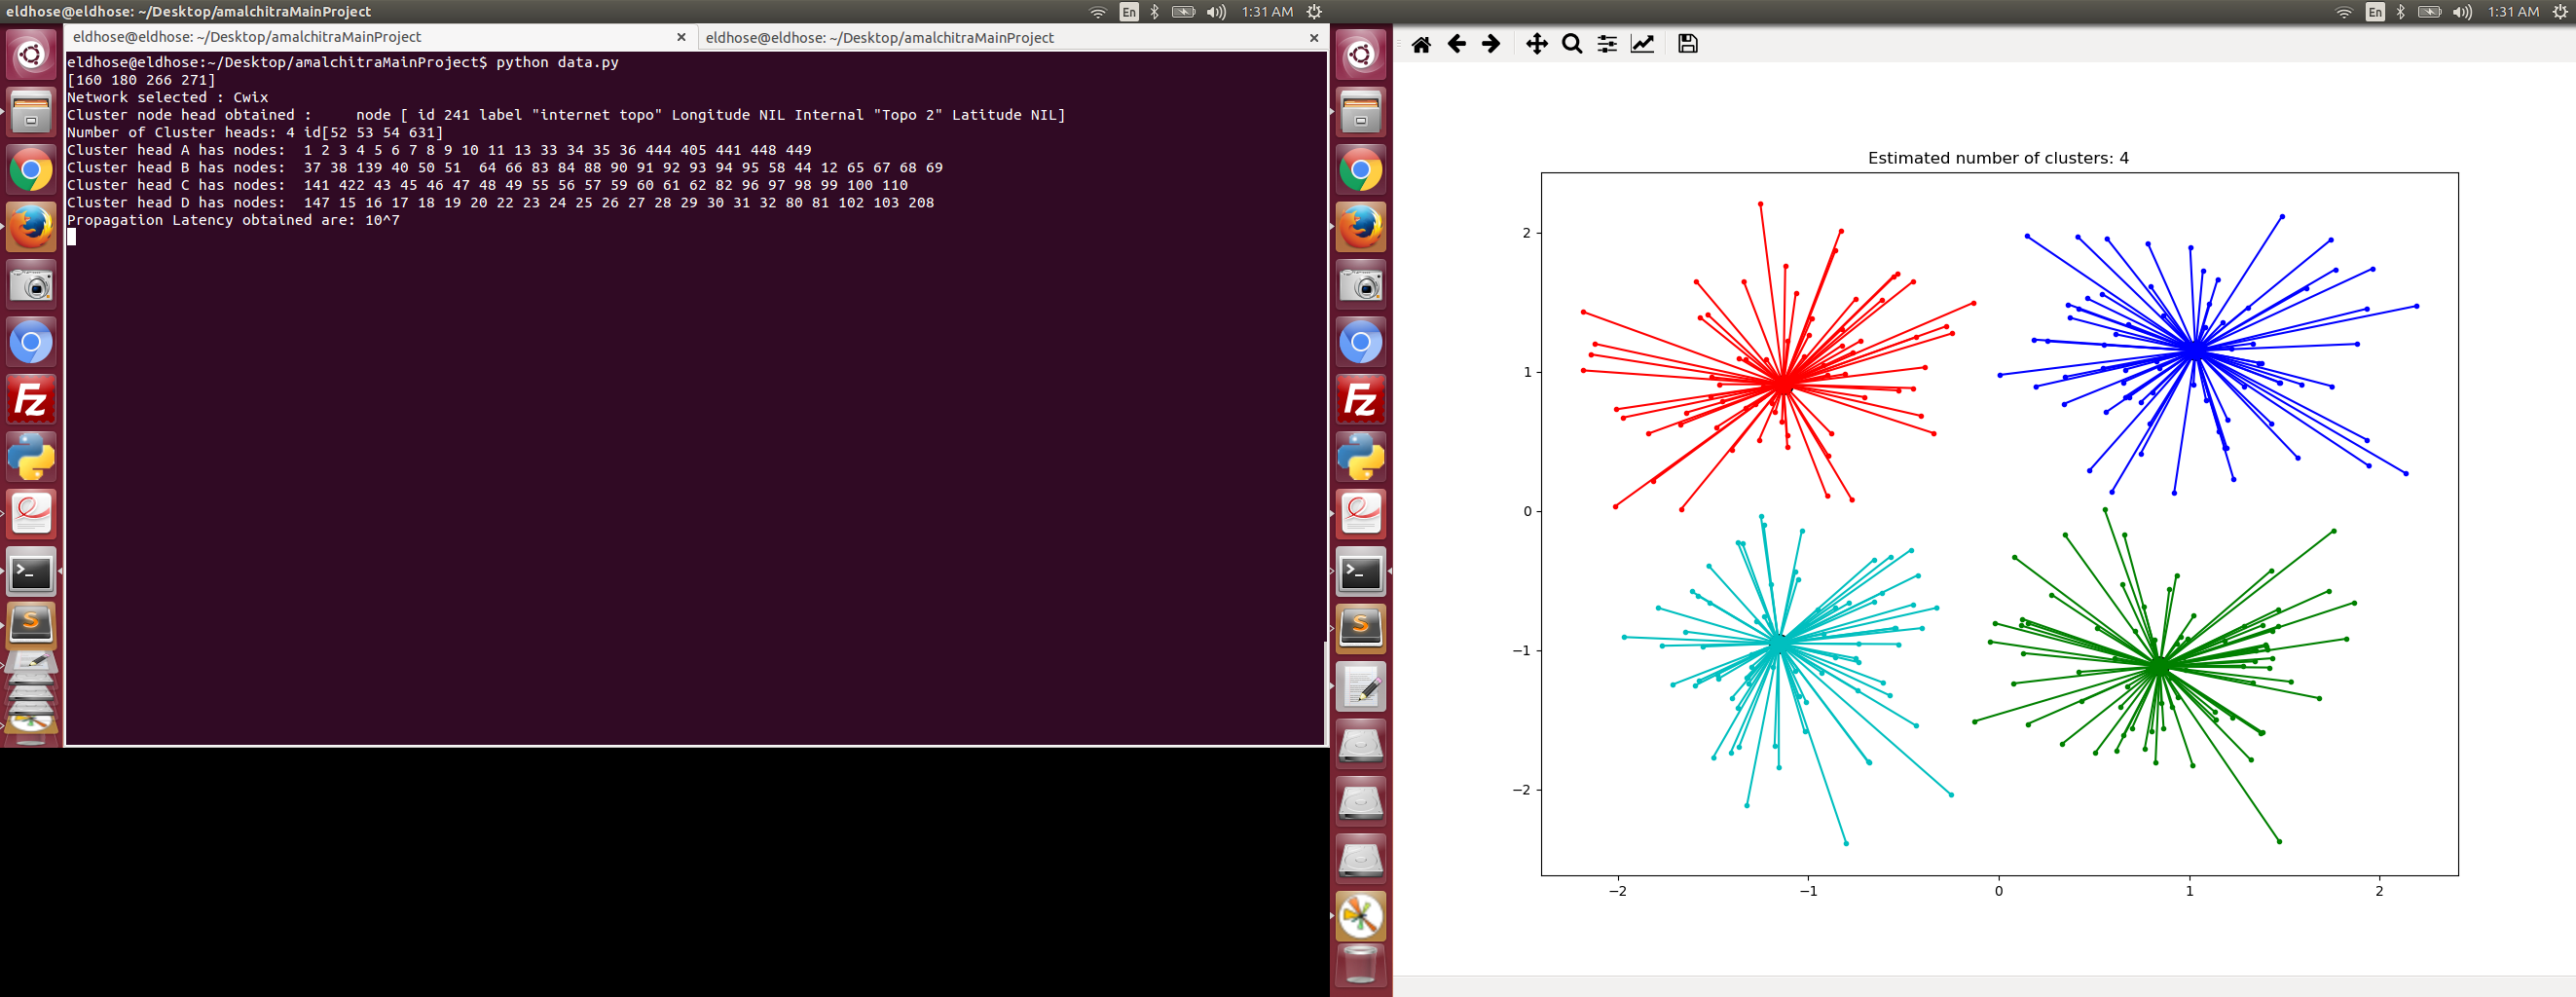 eldhose@eldhose: ~/Desktop/amalchitraMainProject
En
1:31 AM
En
1:31 AM
eldhose@eldhose: ~/Desktop/amalchitraMainProject
eldhose@eldhose: ~/Desktop/amalchitraMainProject
eldhose@eldhose:~/Desktop/amalchitraMainProject$ python data.py
[160 180 266 271]
Network selected : Cwix
Cluster node head obtained :     node [ id 241 label "internet topo" Longitude NIL Internal "Topo 2" Latitude NIL]
Number of Cluster heads: 4 id[52 53 54 631]
Cluster head A has nodes:  1 2 3 4 5 6 7 8 9 10 11 13 33 34 35 36 444 405 441 448 449
Cluster head B has nodes:  37 38 139 40 50 51  64 66 83 84 88 90 91 92 93 94 95 58 44 12 65 67 68 69
Cluster head C has nodes:  141 422 43 45 46 47 48 49 55 56 57 59 60 61 62 82 96 97 98 99 100 110
Cluster head D has nodes:  147 15 16 17 18 19 20 22 23 24 25 26 27 28 29 30 31 32 80 81 102 103 208
Propagation Latency obtained are: 10^7
Fz
S
Fz
S
Estimated number of clusters: 4
2
1
0
−1
−2
−2
−1
0
1
2